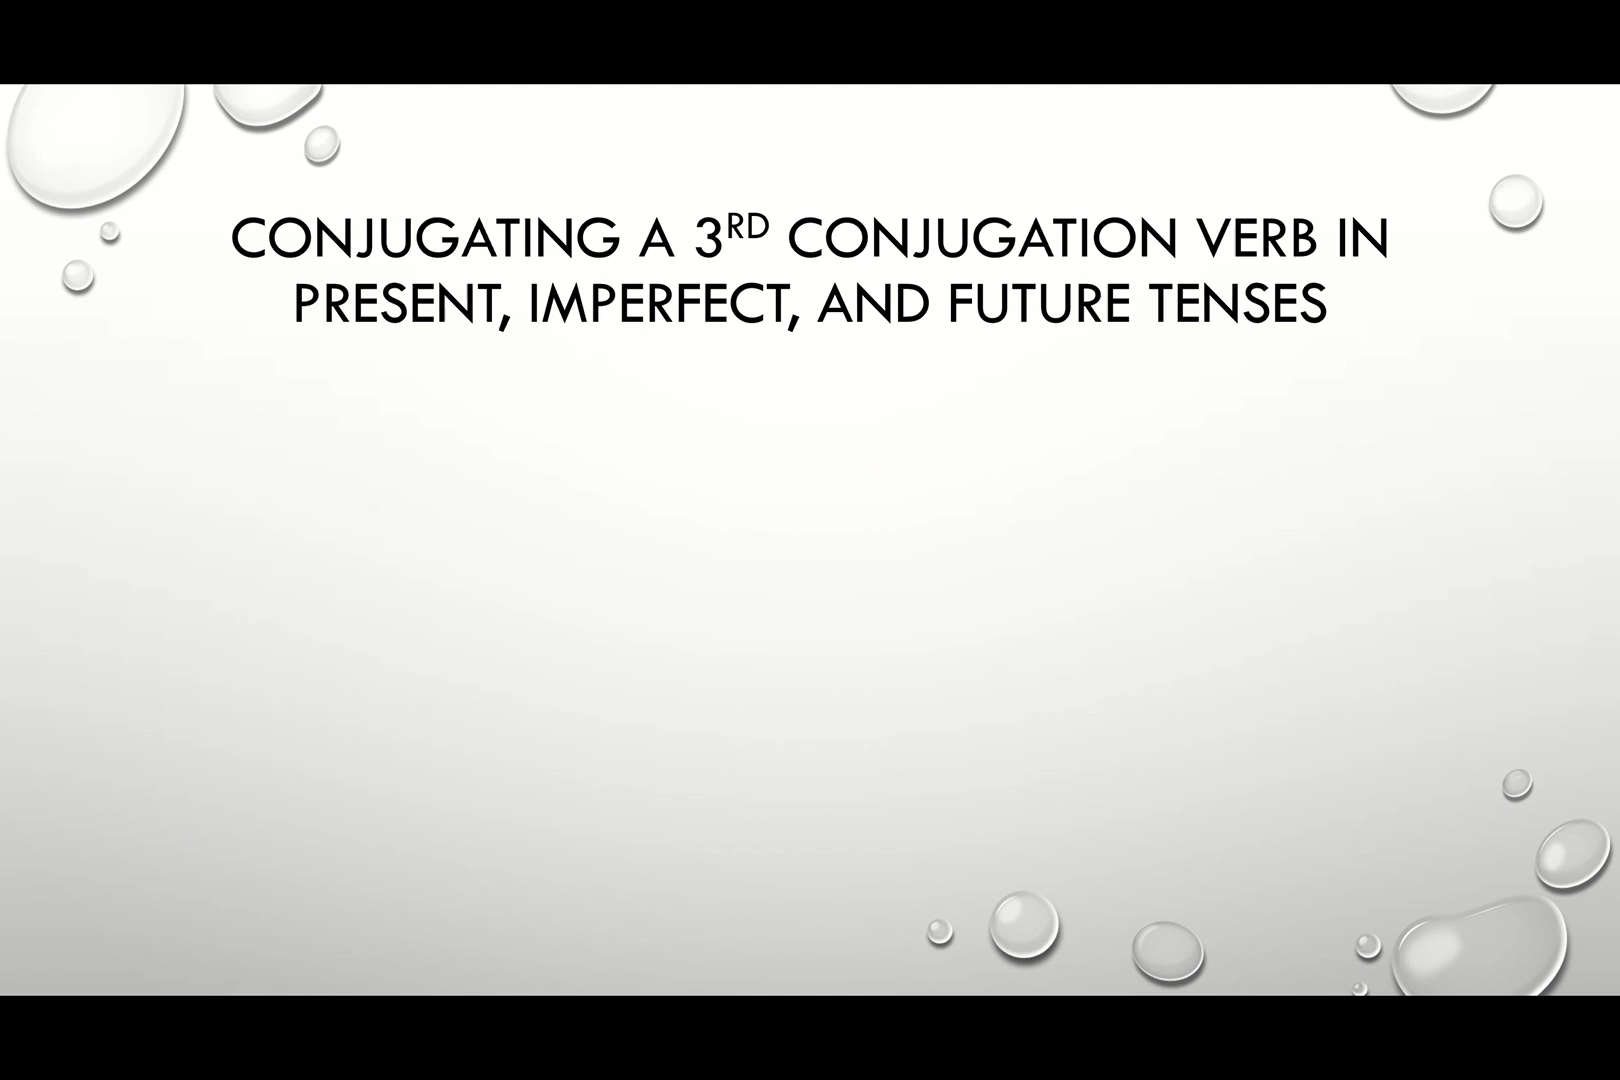 CONJUGATING A 3RD CONJUGATION VERB IN
PRESENT, IMPERFECT, AND FUTURE TENSES